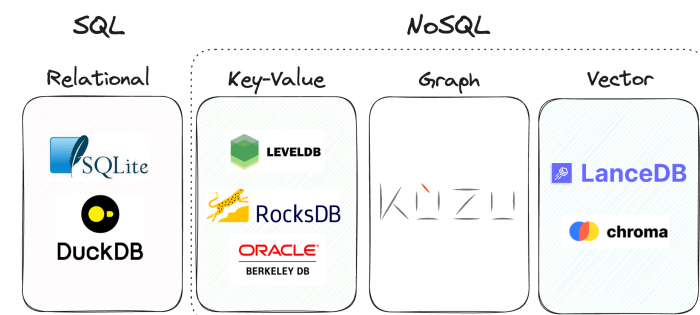 SQL
NoSQL
Relational
Key-Value
Graph
Vector
SQLite
DuckDB
LEVELDB
RocksDB
ORACLE
BERKELEY DB
KÙZU
LanceDB
chroma